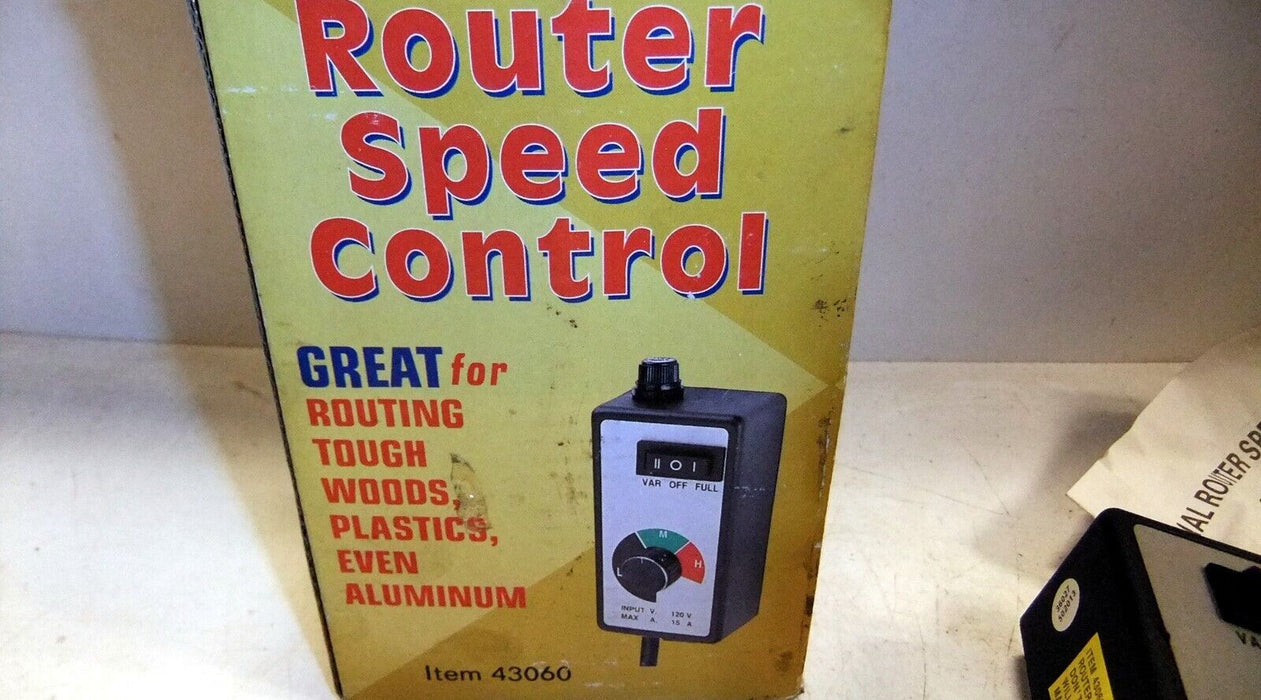 Router
Speed
Control
GREAT for
ROUTING
TOUGH
WOODS,
PLASTICS,
EVEN
ALUMINUM
VAR OFF FULL
L M H
INPUT V. 120 V
MAX A. 15 A
Item 43060
ROUTER